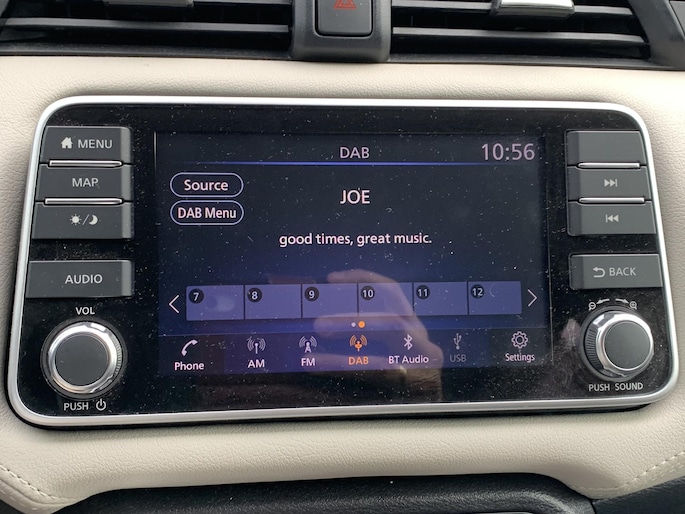 MENU
MAP
AUDIO
VOL
PUSH
DAB 10:56
Source
DAB Menu
JOE
good times, great music.
7 8 9 10 11 12
Phone AM FM DAB BT Audio USB Settings
BACK
PUSH SOUND